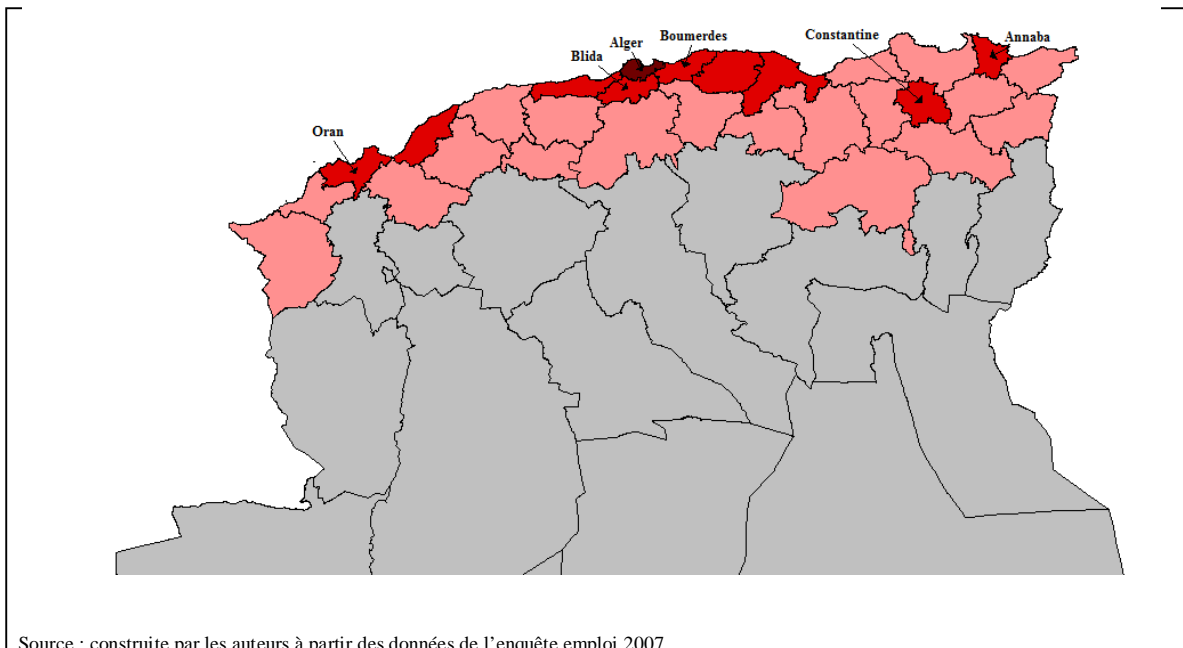 Boumerdes
Constantine
Annaba
Alger
Blida
Oran
Source : construite par les auteurs à partir des données de l'enquête emploi 2007